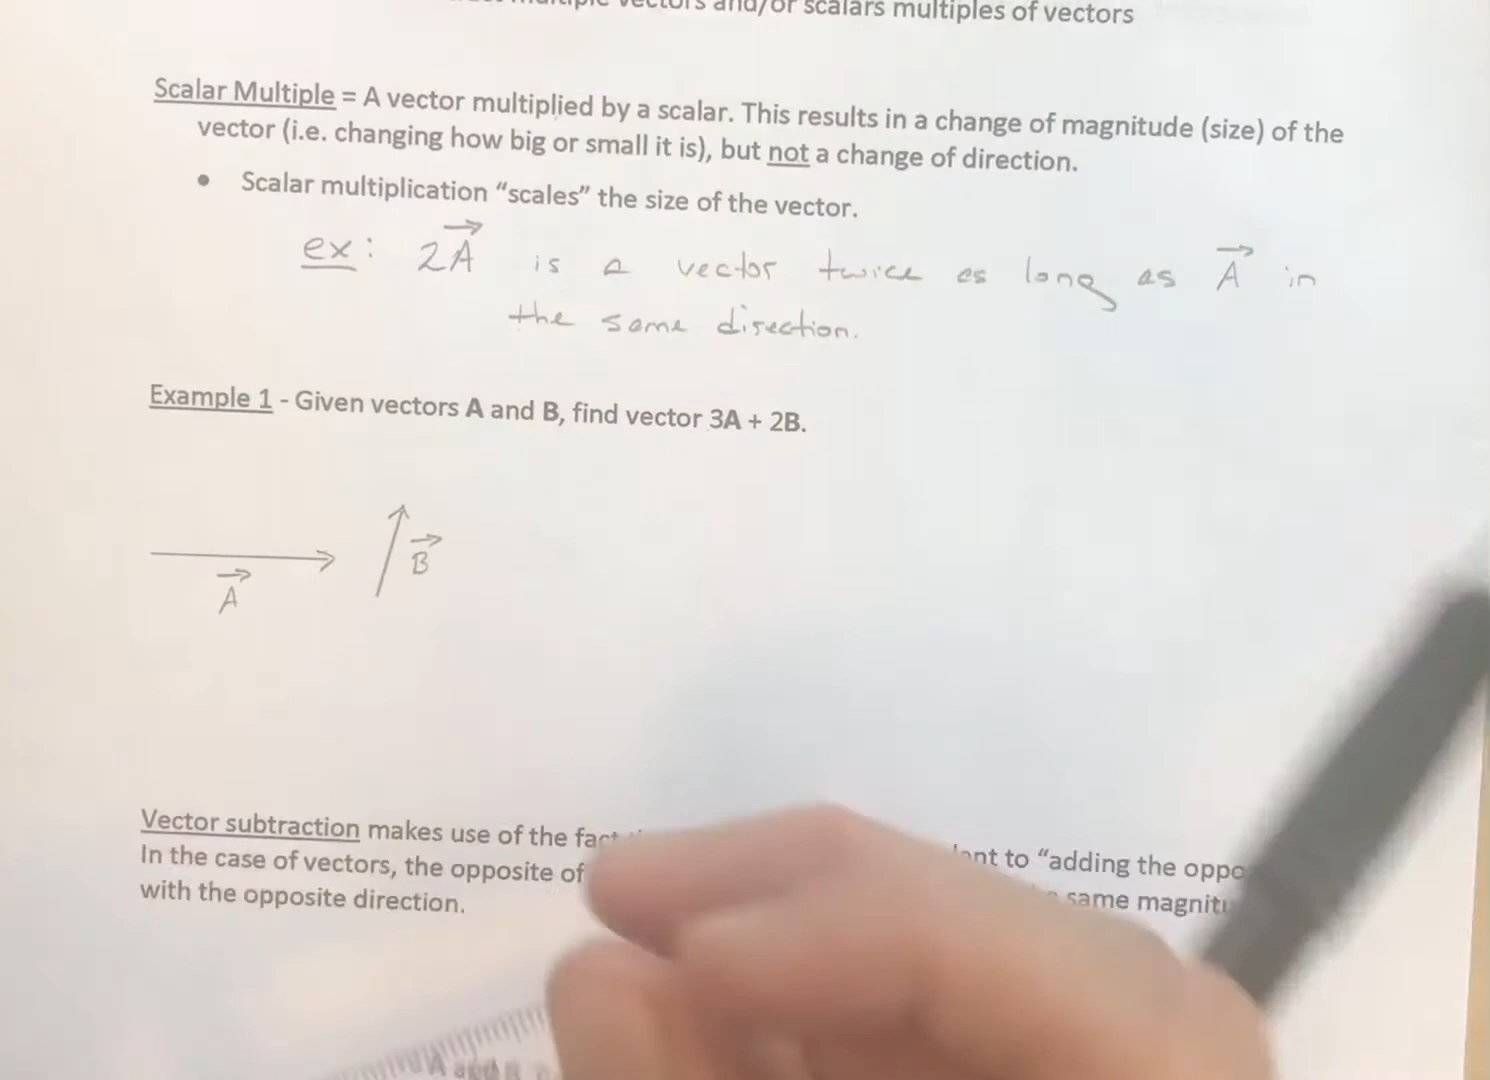 vectors and/or scalars multiples of vectors
Scalar Multiple = A vector multiplied by a scalar. This results in a change of magnitude (size) of the
vector (i.e. changing how big or small it is), but not a change of direction.
• Scalar multiplication “scales” the size of the vector.
ex: 2A is a vector twice as long as A in
the same direction.
Example 1 - Given vectors A and B, find vector 3A + 2B.
B
A
Vector subtraction makes use of the fact to “adding the oppo
In the case of vectors, the opposite of same magnitu
with the opposite direction.